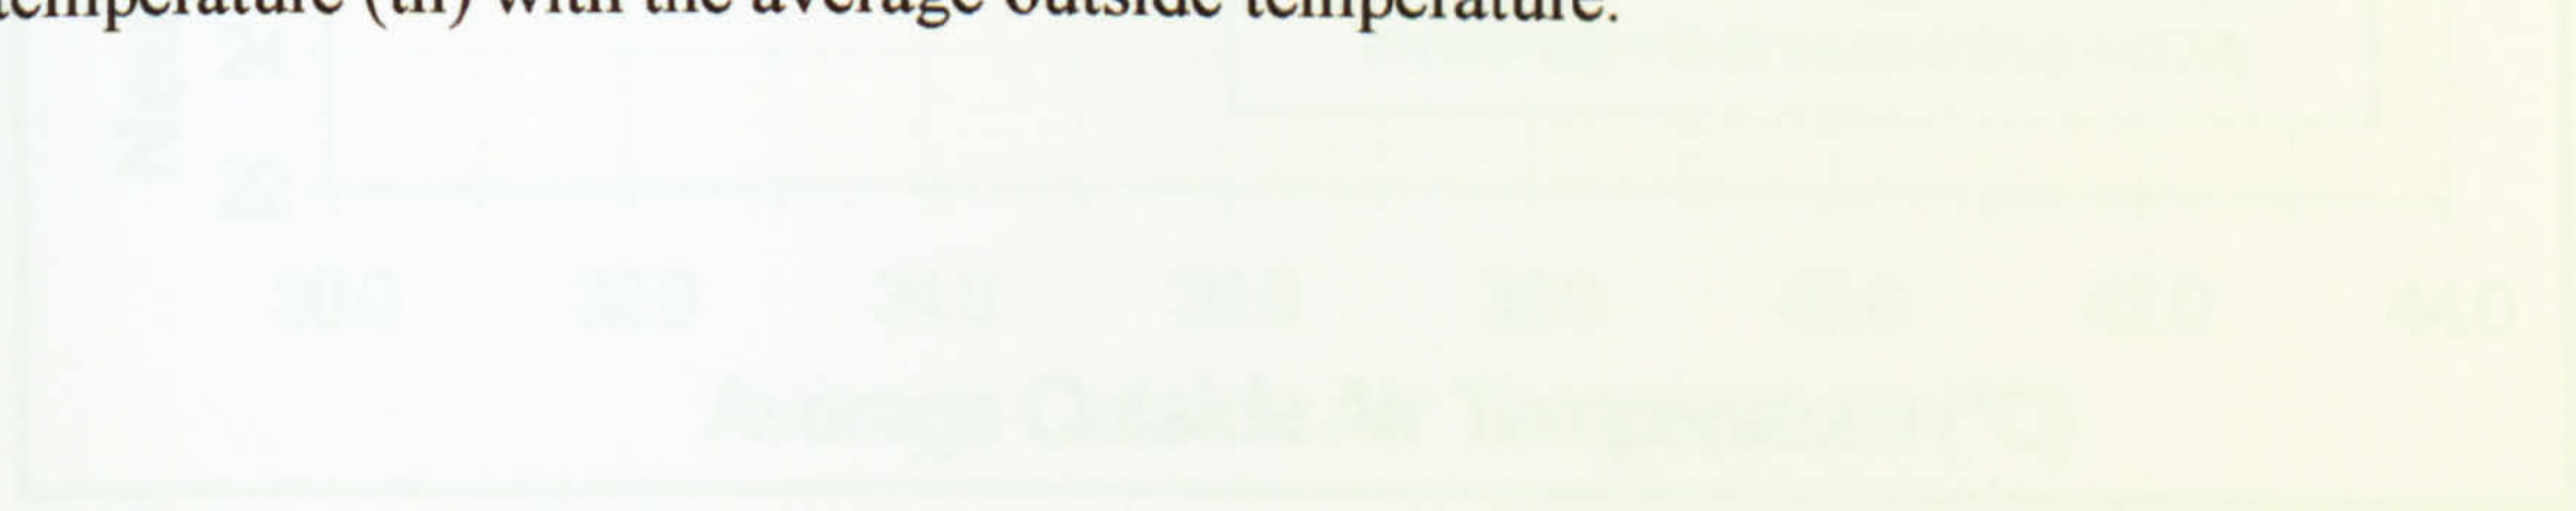 temperature (tn) with the average outside temperature.
24
22
30.0 32.0 34.0 36.0 38.0 40.0 42.0 44.0
Average Outside Air Temperature (°C)